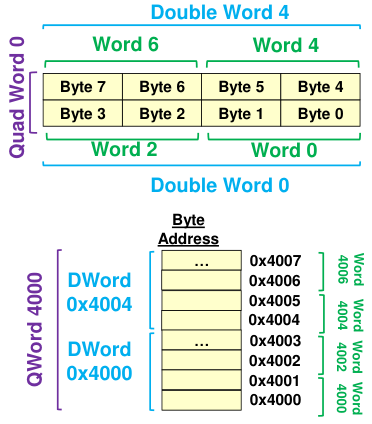 Double Word 4
Word 6 Word 4
Quad Word 0
Byte 7 Byte 6 Byte 5 Byte 4
Byte 3 Byte 2 Byte 1 Byte 0
Word 2 Word 0
Double Word 0
Byte
Address
QWord 4000
DWord
0x4004
DWord
0x4000
... 0x4007
0x4006
0x4005
0x4004
... 0x4003
0x4002
0x4001
0x4000
Word
4006
Word
4004
Word
4002
Word
4000